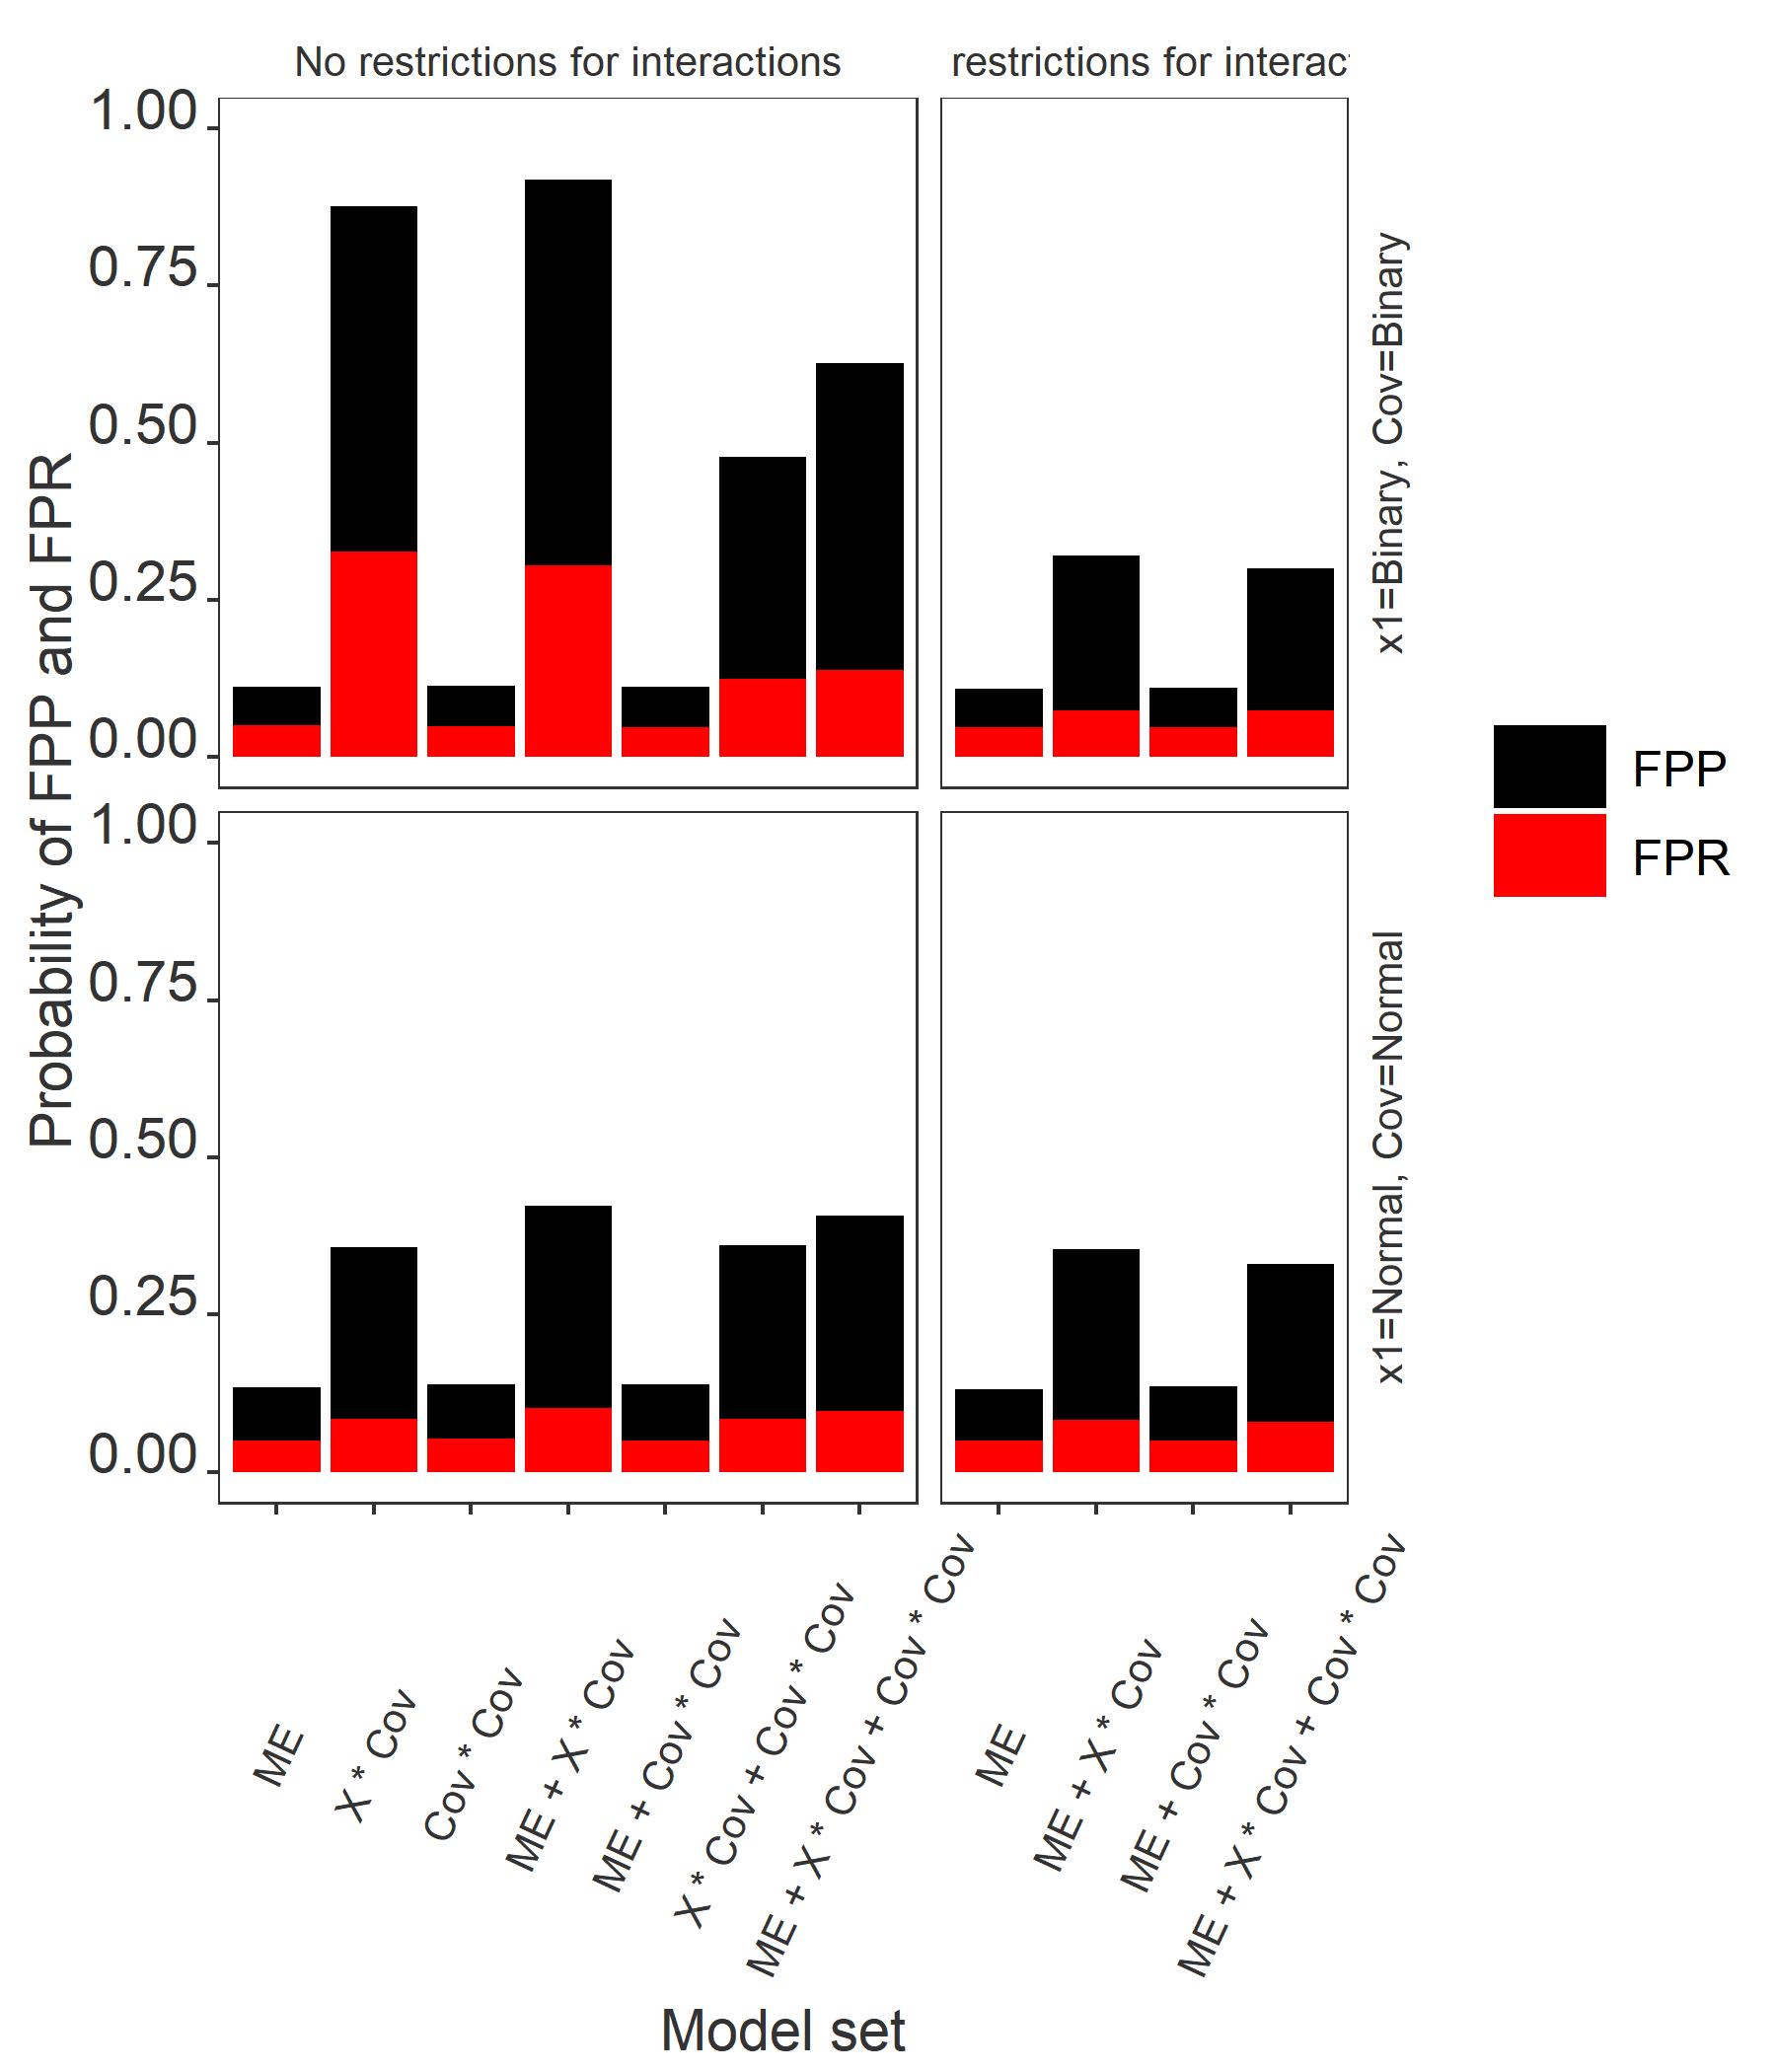 No restrictions for interactions
restrictions for interac
Probability of FPP and FPR
1.00
0.75
0.50
0.25
0.00
x1=Binary, Cov=Binary
1.00
0.75
0.50
0.25
0.00
x1=Normal, Cov=Normal
FPP
FPR
ME
X * Cov
Cov * Cov
ME + X * Cov
ME + Cov * Cov
X * Cov + Cov * Cov
ME + X * Cov + Cov * Cov
ME
ME + X * Cov
ME + Cov * Cov
ME + X * Cov + Cov * Cov
Model set